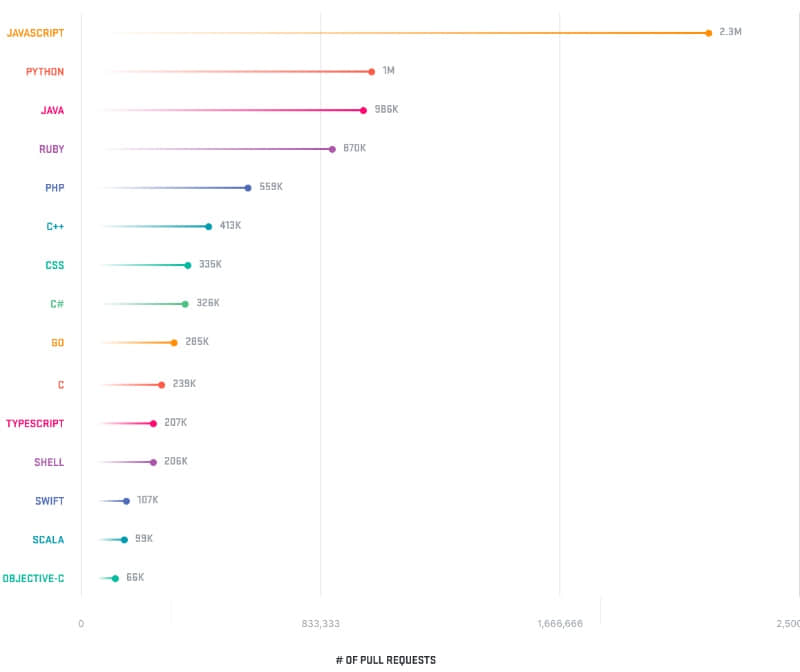 JAVASCRIPT 2.3M
PYTHON 1M
JAVA 986K
RUBY 870K
PHP 559K
C++ 413K
CSS 335K
C# 326K
GO 285K
C 239K
TYPESCRIPT 207K
SHELL 206K
SWIFT 107K
SCALA 99K
OBJECTIVE-C 66K
0 833,333 1,666,666 2,500
# OF PULL REQUESTS